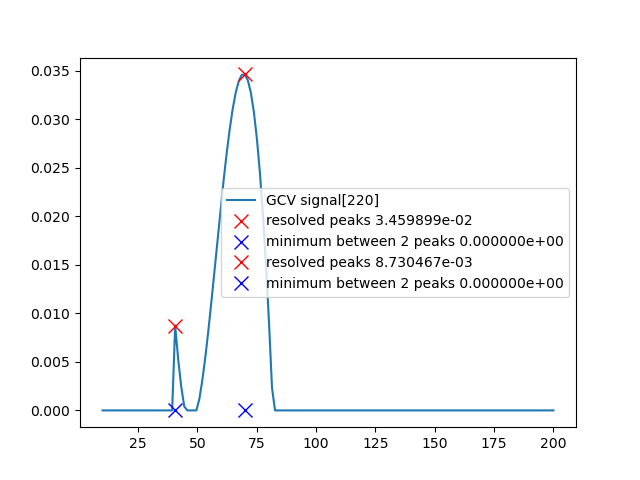 0.035
0.030
0.025
0.020
0.015
0.010
0.005
0.000
GCV signal[220]
resolved peaks 3.459899e-02
minimum between 2 peaks 0.000000e+00
resolved peaks 8.730467e-03
minimum between 2 peaks 0.000000e+00
25 50 75 100 125 150 175 200